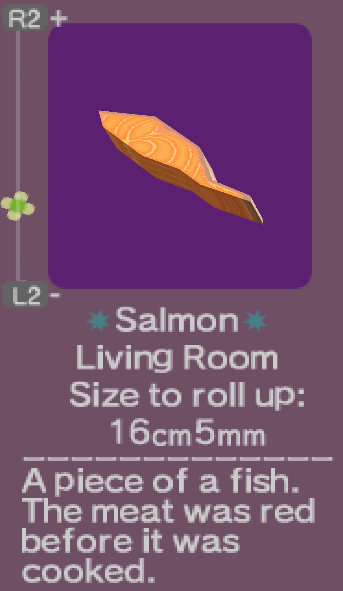 R2 +
L2 -
Salmon
Living Room
Size to roll up:
16cm5mm
A piece of a fish.
The meat was red
before it was
cooked.